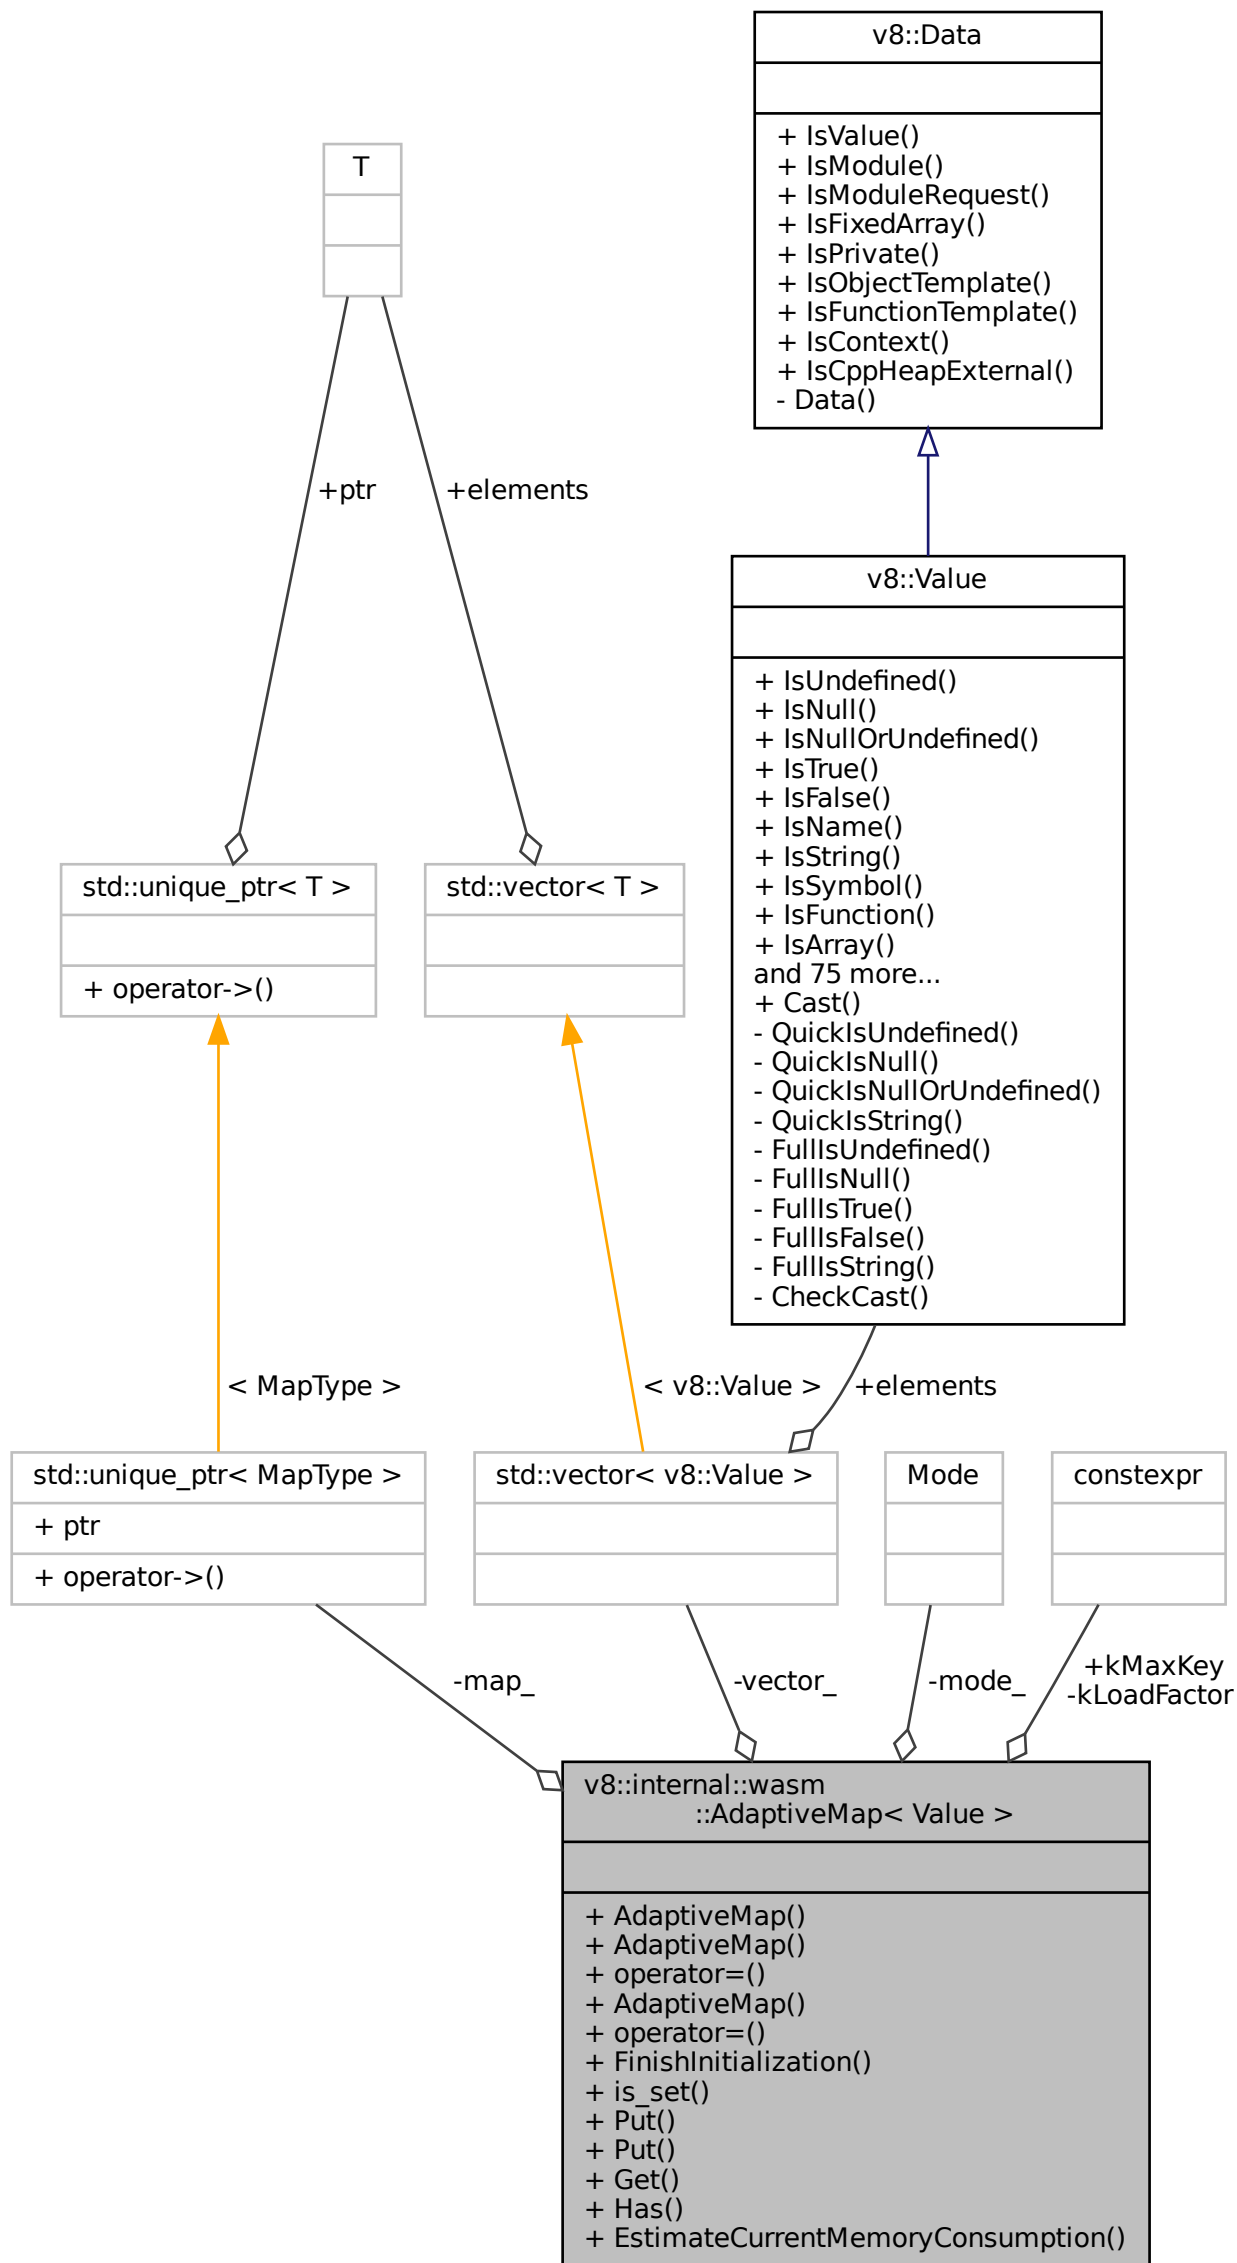 v8::Data
+ IsValue()
+ IsModule()
+ IsModuleRequest()
+ IsFixedArray()
+ IsPrivate()
+ IsObjectTemplate()
+ IsFunctionTemplate()
+ IsContext()
+ IsCppHeapExternal()
- Data()
T
+ptr
+elements
v8::Value
+ IsUndefined()
+ IsNull()
+ IsNullOrUndefined()
+ IsTrue()
+ IsFalse()
+ IsName()
+ IsString()
+ IsSymbol()
+ IsFunction()
+ IsArray()
and 75 more...
+ Cast()
- QuickIsUndefined()
- QuickIsNull()
- QuickIsNullOrUndefined()
- QuickIsString()
- FullIsUndefined()
- FullIsNull()
- FullIsTrue()
- FullIsFalse()
- FullIsString()
- CheckCast()
std::unique_ptr< T >
+ operator->()
std::vector< T >
< MapType >
< v8::Value >
+elements
std::unique_ptr< MapType >
+ ptr
+ operator->()
std::vector< v8::Value >
Mode
constexpr
-map_
-vector_
-mode_
+kMaxKey
-kLoadFactor
v8::internal::wasm
::AdaptiveMap< Value >
+ AdaptiveMap()
+ AdaptiveMap()
+ operator=()
+ AdaptiveMap()
+ operator=()
+ FinishInitialization()
+ is_set()
+ Put()
+ Put()
+ Get()
+ Has()
+ EstimateCurrentMemoryConsumption()